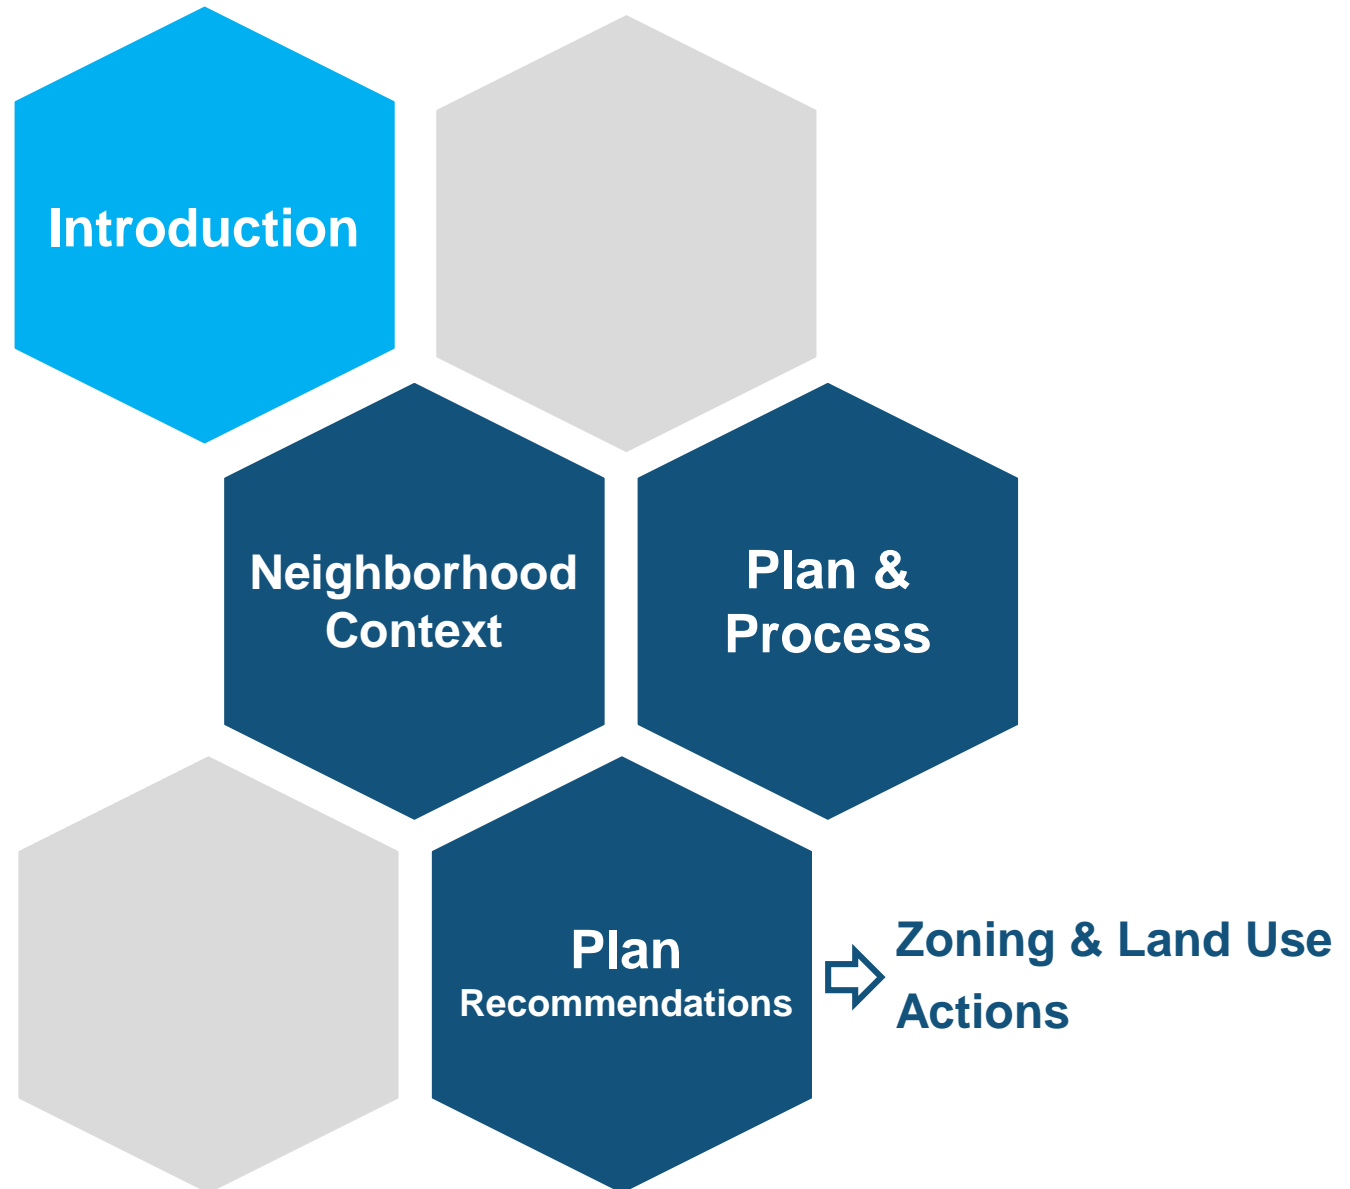 Introduction
Neighborhood
Context
Plan &
Process
Plan
Recommendations
Zoning & Land Use
Actions